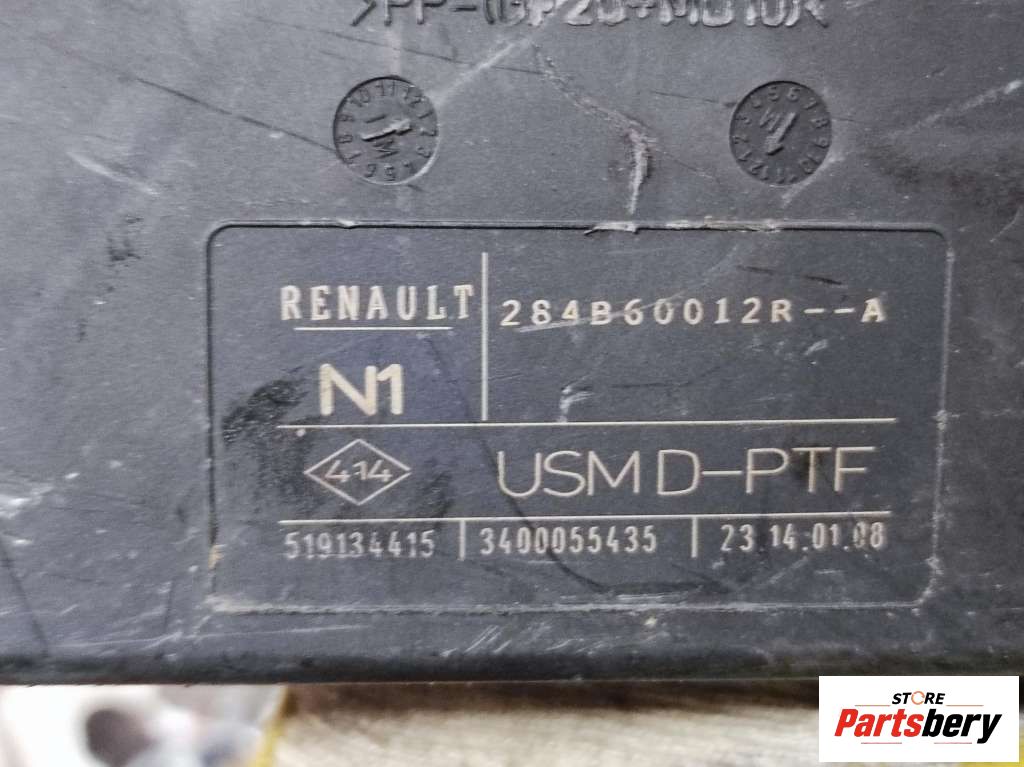 RENAULT 284B60012R--A
N1
414 USM D-PTF
519134415 3400055435 23.14.01.08
STORE
Partsbery